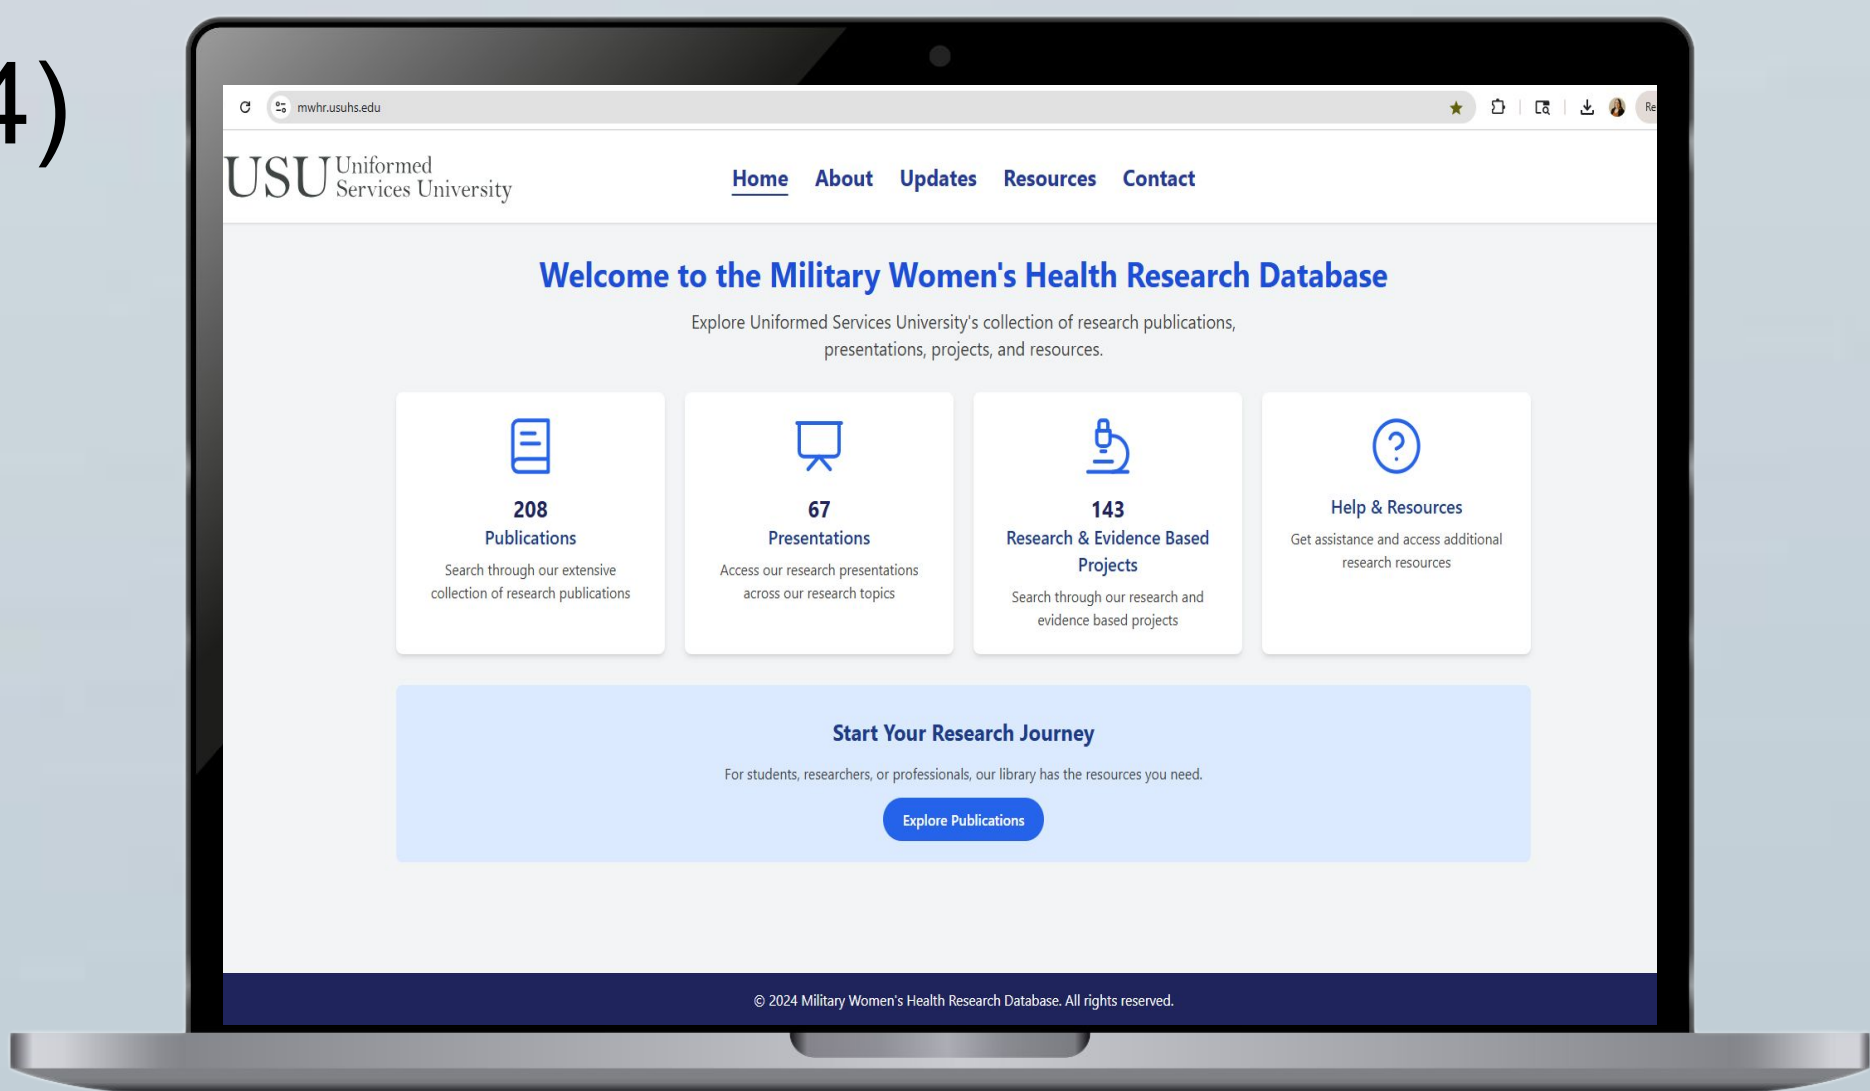 4)
mwhr.usuhs.edu
Re
USU Uniformed
Services University
Home About Updates Resources Contact
Welcome to the Military Women's Health Research Database
Explore Uniformed Services University's collection of research publications,
presentations, projects, and resources.
208
Publications
Search through our extensive
collection of research publications
67
Presentations
Access our research presentations
across our research topics
143
Research & Evidence Based
Projects
Search through our research and
evidence based projects
?
Help & Resources
Get assistance and access additional
research resources
Start Your Research Journey
For students, researchers, or professionals, our library has the resources you need.
Explore Publications
© 2024 Military Women's Health Research Database. All rights reserved.